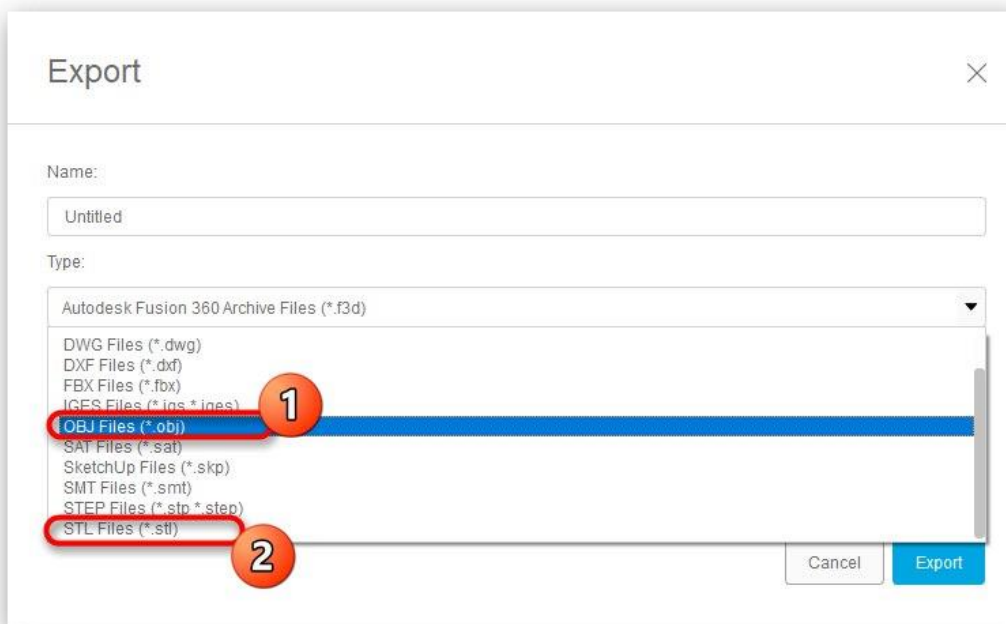 Export
Name:
Untitled
Type:
Autodesk Fusion 360 Archive Files (*.f3d)
DWG Files (*.dwg)
DXF Files (*.dxf)
FBX Files (*.fbx)
IGES Files (*.igs *.iges)
1
OBJ Files (*.obj)
SAT Files (*.sat)
SketchUp Files (*.skp)
SMT Files (*.smt)
STEP Files (*.stp *.step)
STL Files (*.stl)
2
Cancel
Export